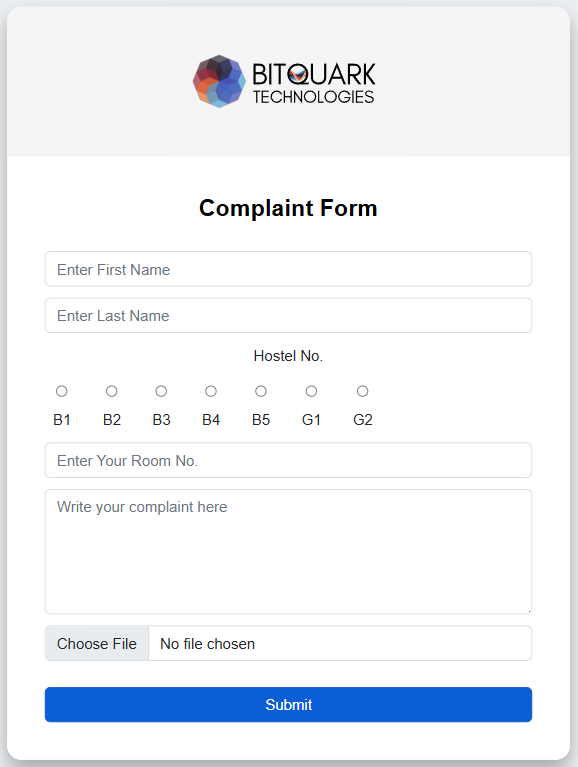 BITQUARK
TECHNOLOGIES
Complaint Form
Enter First Name
Enter Last Name
Hostel No.
B1 B2 B3 B4 B5 G1 G2
Enter Your Room No.
Write your complaint here
Choose File No file chosen
Submit